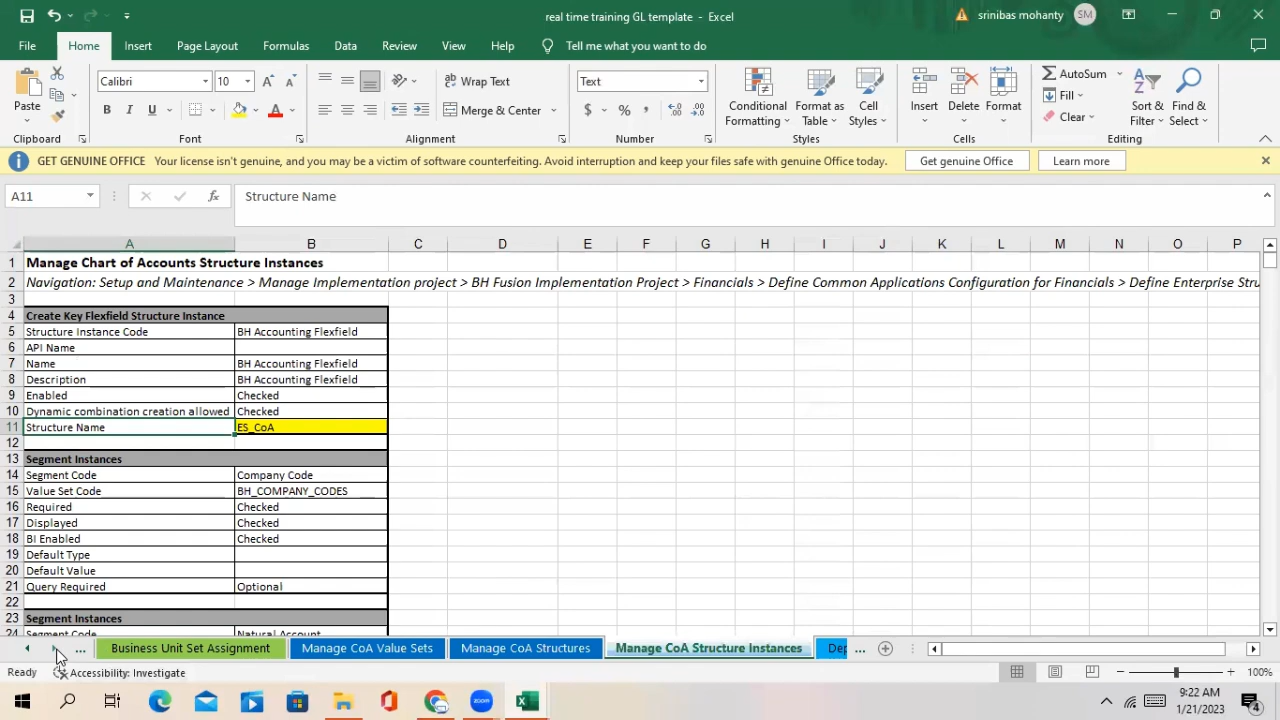 real time training GL template - Excel
srinibas mohanty
SM
File Home Insert Page Layout Formulas Data Review View Help Tell me what you want to do
Calibri 10 Wrap Text Text AutoSum
Paste B I U Merge & Center $ % Conditional Formatting Format as Table Cell Styles Insert Delete Format Fill Clear Sort & Filter Find & Select
Clipboard Font Alignment Number Styles Cells Editing
GET GENUINE OFFICE Your license isn't genuine, and you may be a victim of software counterfeiting. Avoid interruption and keep your files safe with genuine Office today. Get genuine Office Learn more
A11 fx Structure Name
A B C D E F G H I J K L M N O P
1 Manage Chart of Accounts Structure Instances
2 Navigation: Setup and Maintenance > Manage Implementation project > BH Fusion Implementation Project > Financials > Define Common Applications Configuration for Financials > Define Enterprise Stru
3
4 Create Key Flexfield Structure Instance
5 Structure Instance Code BH Accounting Flexfield
6 API Name
7 Name BH Accounting Flexfield
8 Description BH Accounting Flexfield
9 Enabled Checked
10 Dynamic combination creation allowed Checked
11 Structure Name ES_CoA
12
13 Segment Instances
14 Segment Code Company Code
15 Value Set Code BH_COMPANY_CODES
16 Required Checked
17 Displayed Checked
18 BI Enabled Checked
19 Default Type
20 Default Value
21 Query Required Optional
22
23 Segment Instances
24 Segment Code Natural Account
... Business Unit Set Assignment Manage CoA Value Sets Manage CoA Structures Manage CoA Structure Instances Dep ...
Ready Accessibility: Investigate 100%
9:22 AM
1/21/2023
zoom
4